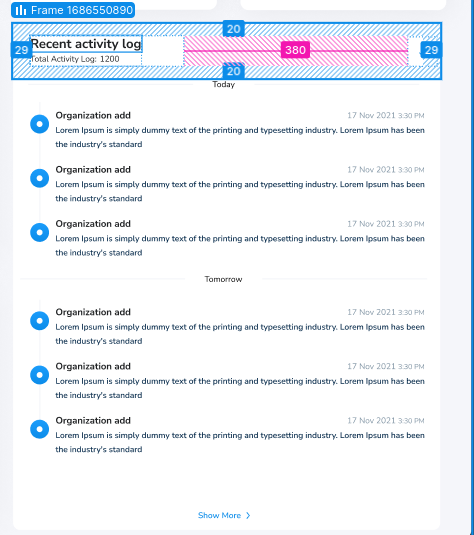 Frame 1686550890
20
29
Recent activity log
380
29
Total Activity Log: 1200
20
Today
Organization add
17 Nov 2021 3:30 PM
Lorem Ipsum is simply dummy text of the printing and typesetting industry. Lorem Ipsum has been
the industry's standard
Organization add
17 Nov 2021 3:30 PM
Lorem Ipsum is simply dummy text of the printing and typesetting industry. Lorem Ipsum has been
the industry's standard
Organization add
17 Nov 2021 3:30 PM
Lorem Ipsum is simply dummy text of the printing and typesetting industry. Lorem Ipsum has been
the industry's standard
Tomorrow
Organization add
17 Nov 2021 3:30 PM
Lorem Ipsum is simply dummy text of the printing and typesetting industry. Lorem Ipsum has been
the industry's standard
Organization add
17 Nov 2021 3:30 PM
Lorem Ipsum is simply dummy text of the printing and typesetting industry. Lorem Ipsum has been
the industry's standard
Organization add
17 Nov 2021 3:30 PM
Lorem Ipsum is simply dummy text of the printing and typesetting industry. Lorem Ipsum has been
the industry's standard
Show More